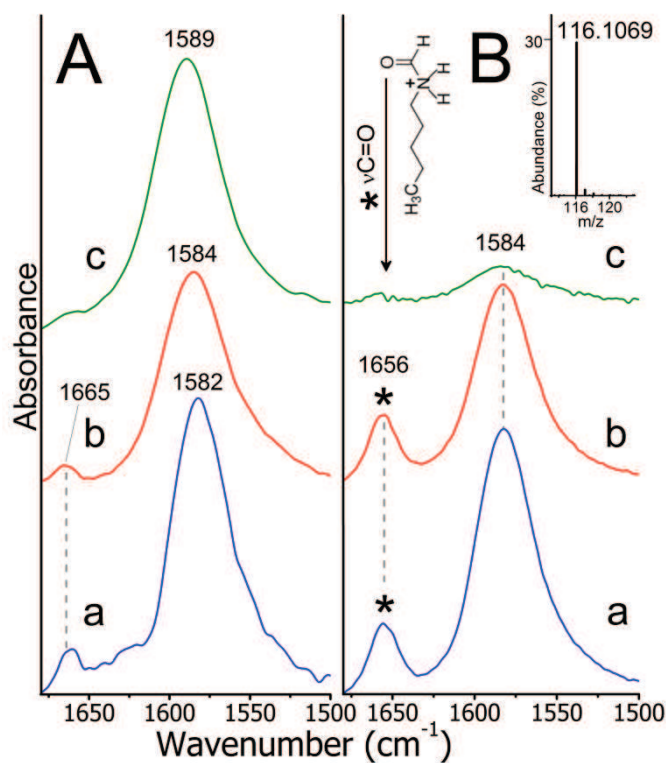 A
1589
c
1584
1665
b
1582
a
Absorbance
1650 1600 1550 1500
B
O H
H
N
+
H
H₃C
* νC=O
30
116.1069
Abundance (%)
116 120
m/z
c
1584
1656
*
b
*
a
1650 1600 1550 1500
Wavenumber (cm⁻¹)